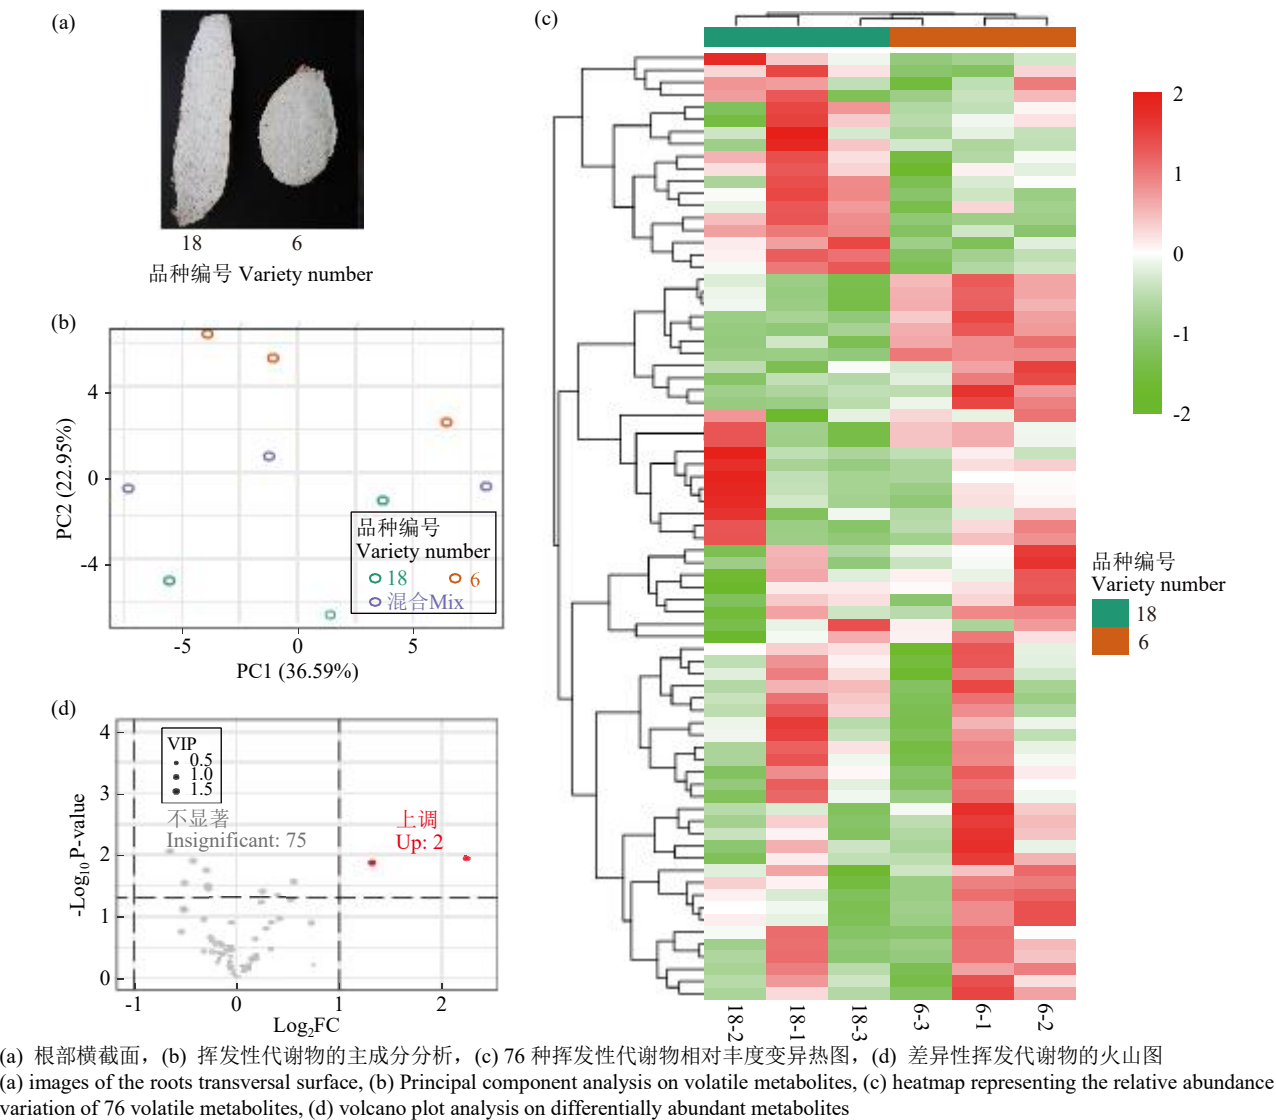 (a)
18
6
品种编号 Variety number
(b)
PC2 (22.95%)
4
0
-4
-5
0
5
PC1 (36.59%)
品种编号
Variety number
18
6
混合Mix
(c)
2
1
0
-1
-2
品种编号
Variety number
18
6
18-2
18-1
18-3
6-3
6-1
6-2
(d)
-Log10 P-value
4
3
2
1
0
VIP
0.5
1.0
1.5
不显著
Insignificant: 75
上调
Up: 2
-1
0
1
2
Log2FC
(a) 根部横截面，(b) 挥发性代谢物的主成分分析，(c) 76 种挥发性代谢物相对丰度变异热图，(d) 差异性挥发代谢物的火山图
(a) images of the roots transversal surface, (b) Principal component analysis on volatile metabolites, (c) heatmap representing the relative abundance
variation of 76 volatile metabolites, (d) volcano plot analysis on differentially abundant metabolites